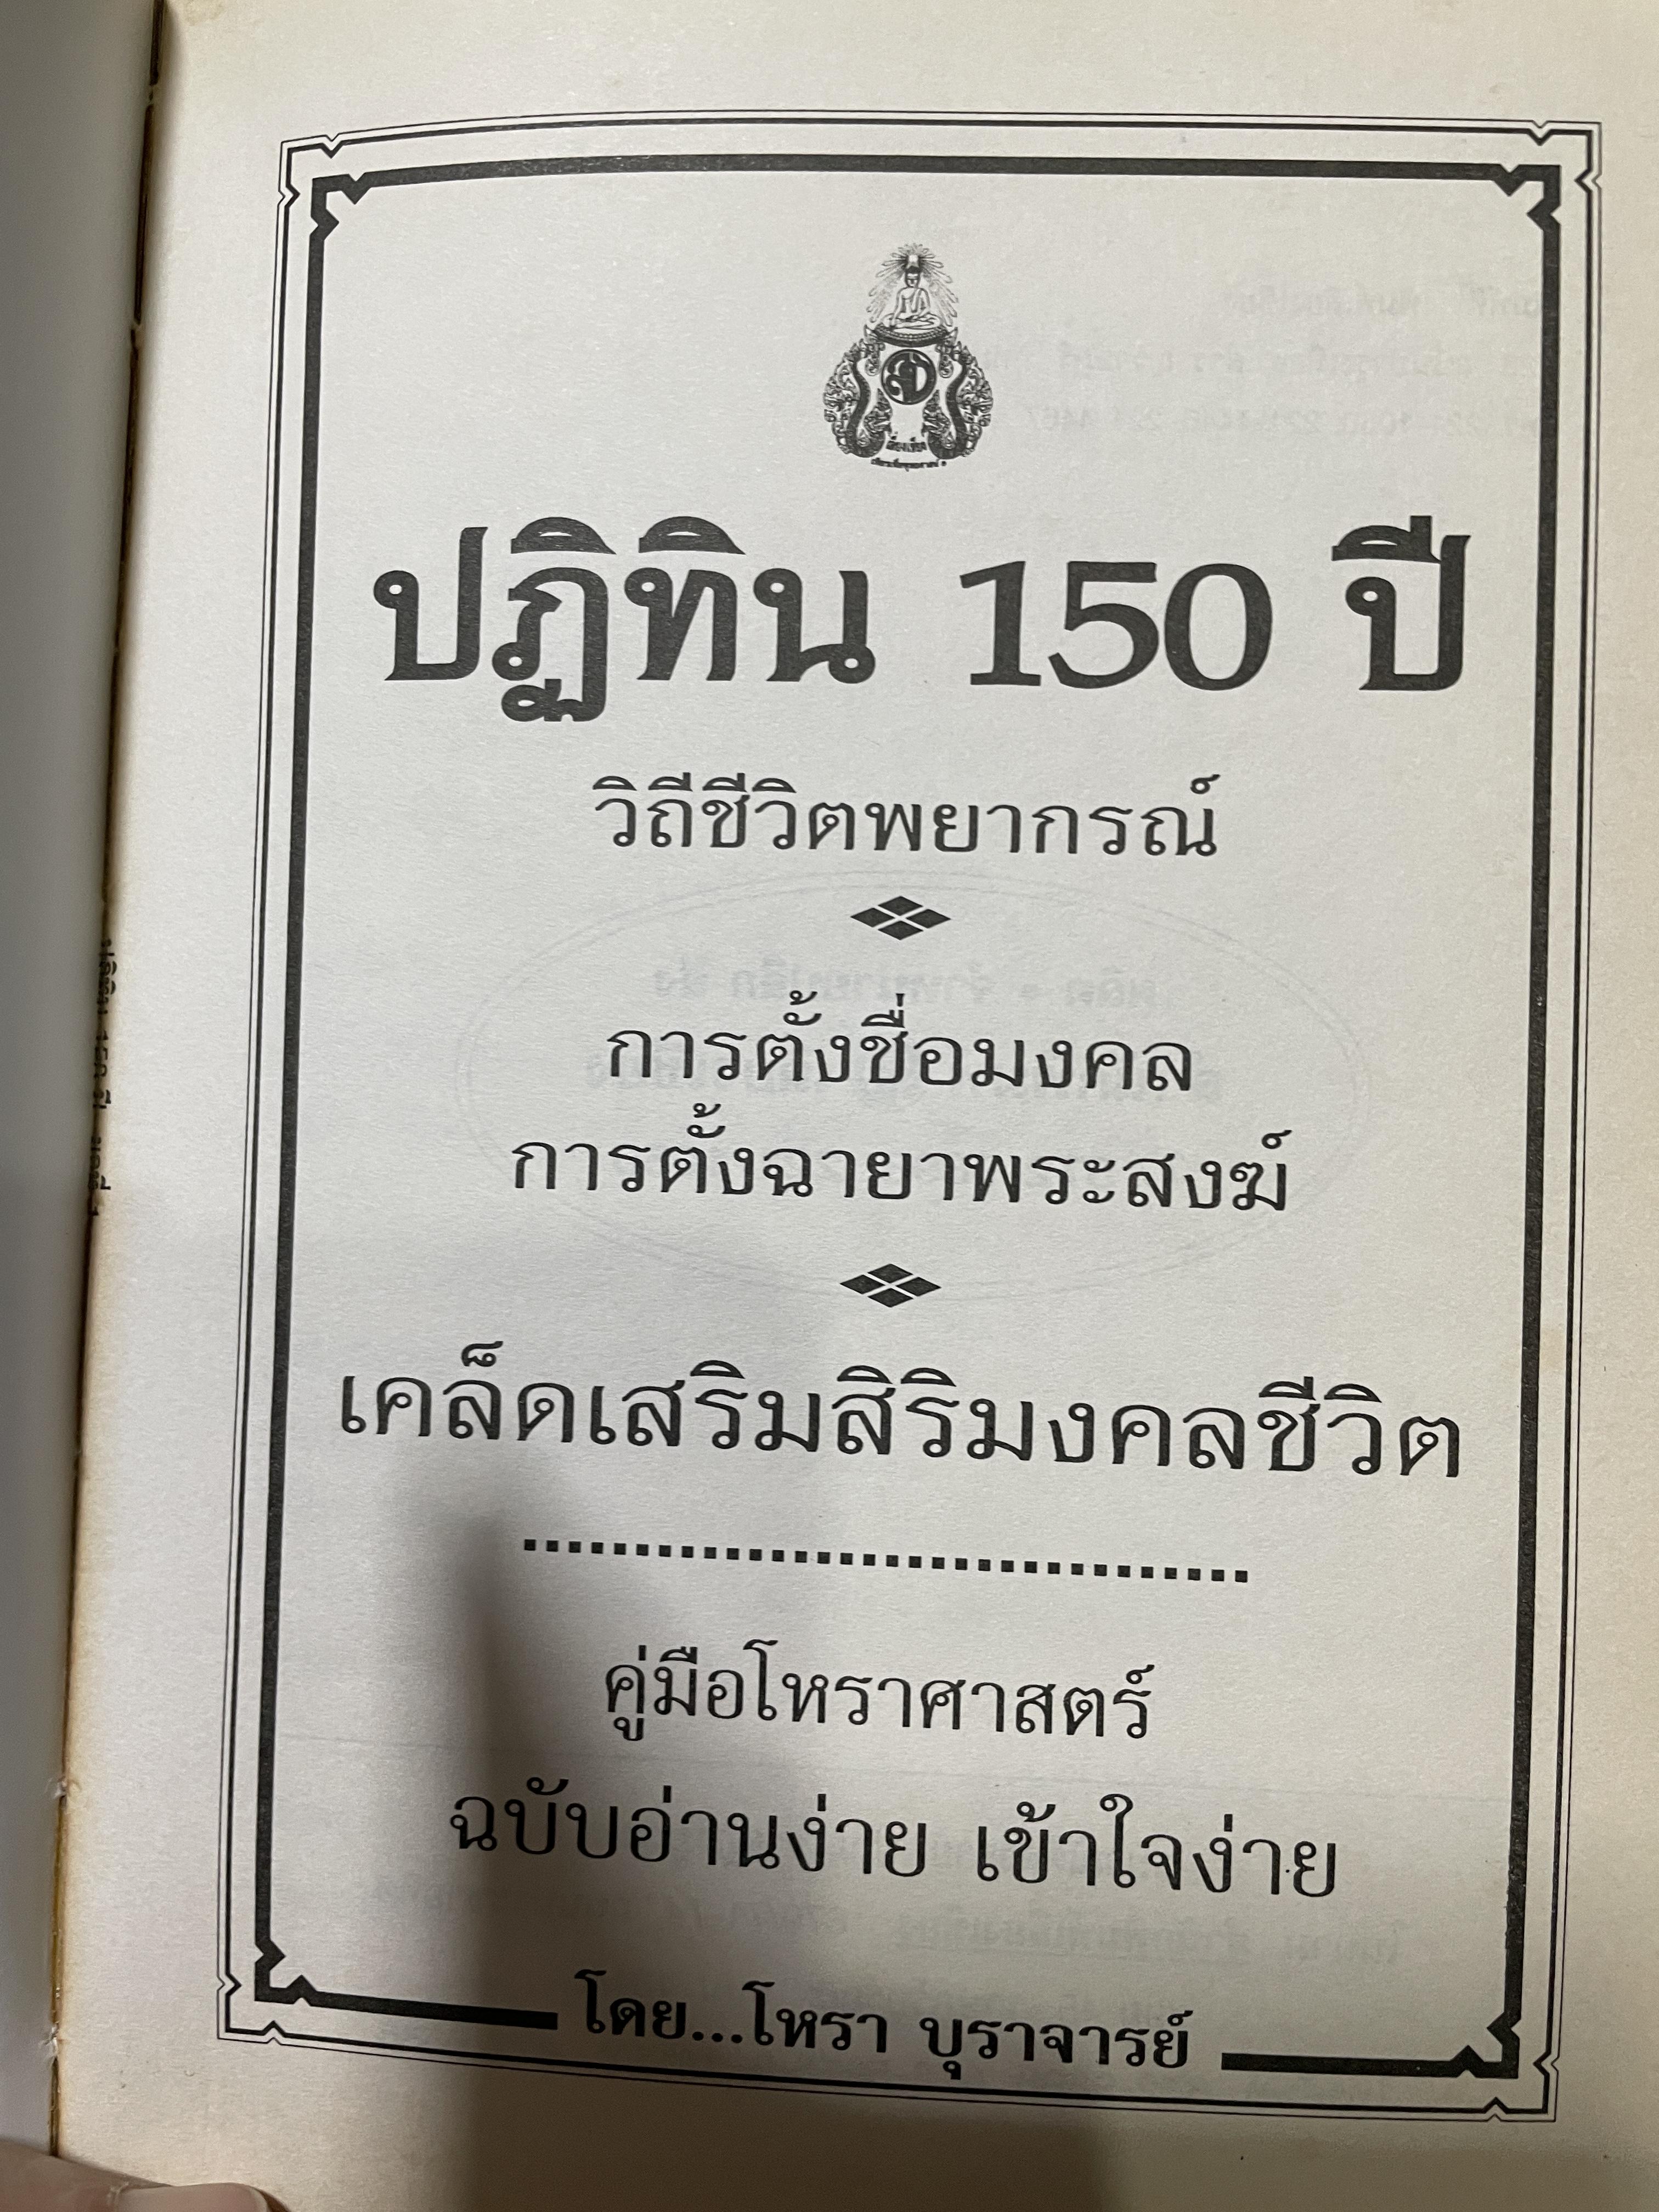 ปฏิทิน 150 ปี
วิถีชีวิตพยากรณ์
การตั้งชื่อมงคล
การตั้งฉายาพระสงฆ์
เคล็ดเสริมสิริมงคลชีวิต
คู่มือโหราศาสตร์
ฉบับอ่านง่าย เข้าใจง่าย
โดย...โหรา บุราจารย์